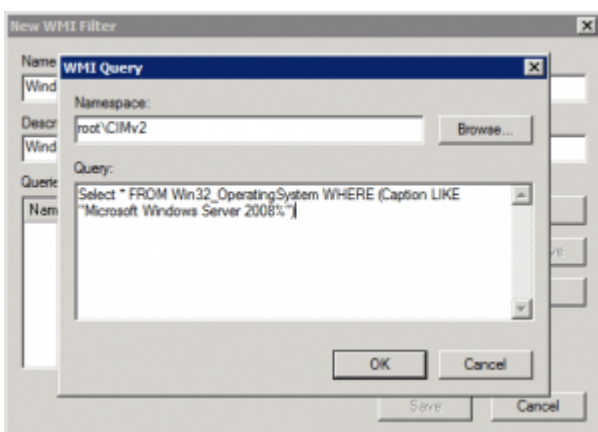 New WMI Filter
Name
WMI Query
Wind
Namespace:
root\CIMv2
Browse...
Descr
Wind
Query:
Queri
Select * FROM Win32_OperatingSystem WHERE (Caption LIKE
"Microsoft Windows Server 2008%")
Nam
OK
Cancel
Save
Cancel